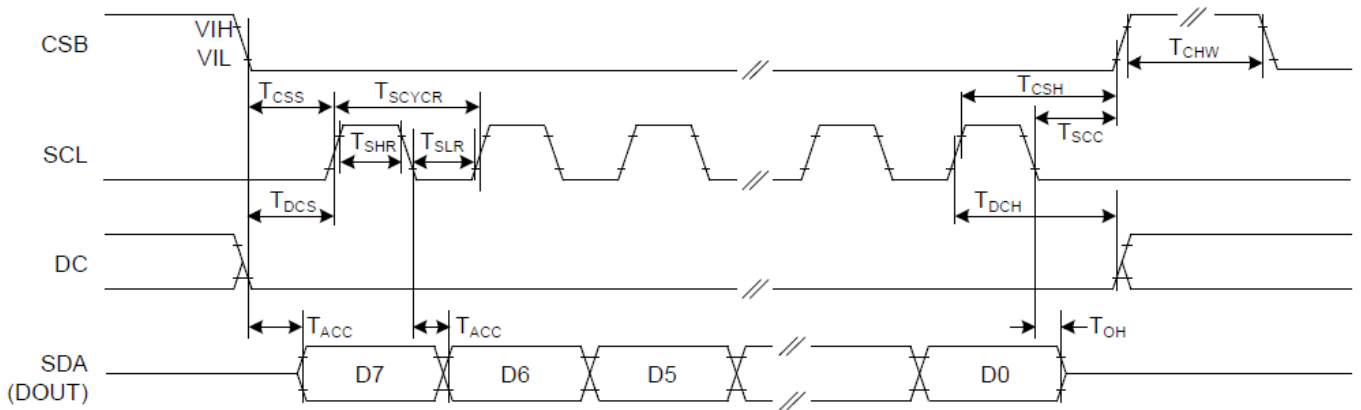 CSB
VIH
VIL
TCHW
TCSS
TSCYCR
TCSH
TSCC
SCL
TSHR
TSLR
TDCS
TDCH
DC
TACC
TACC
TOH
SDA
(DOUT)
D7
D6
D5
D0